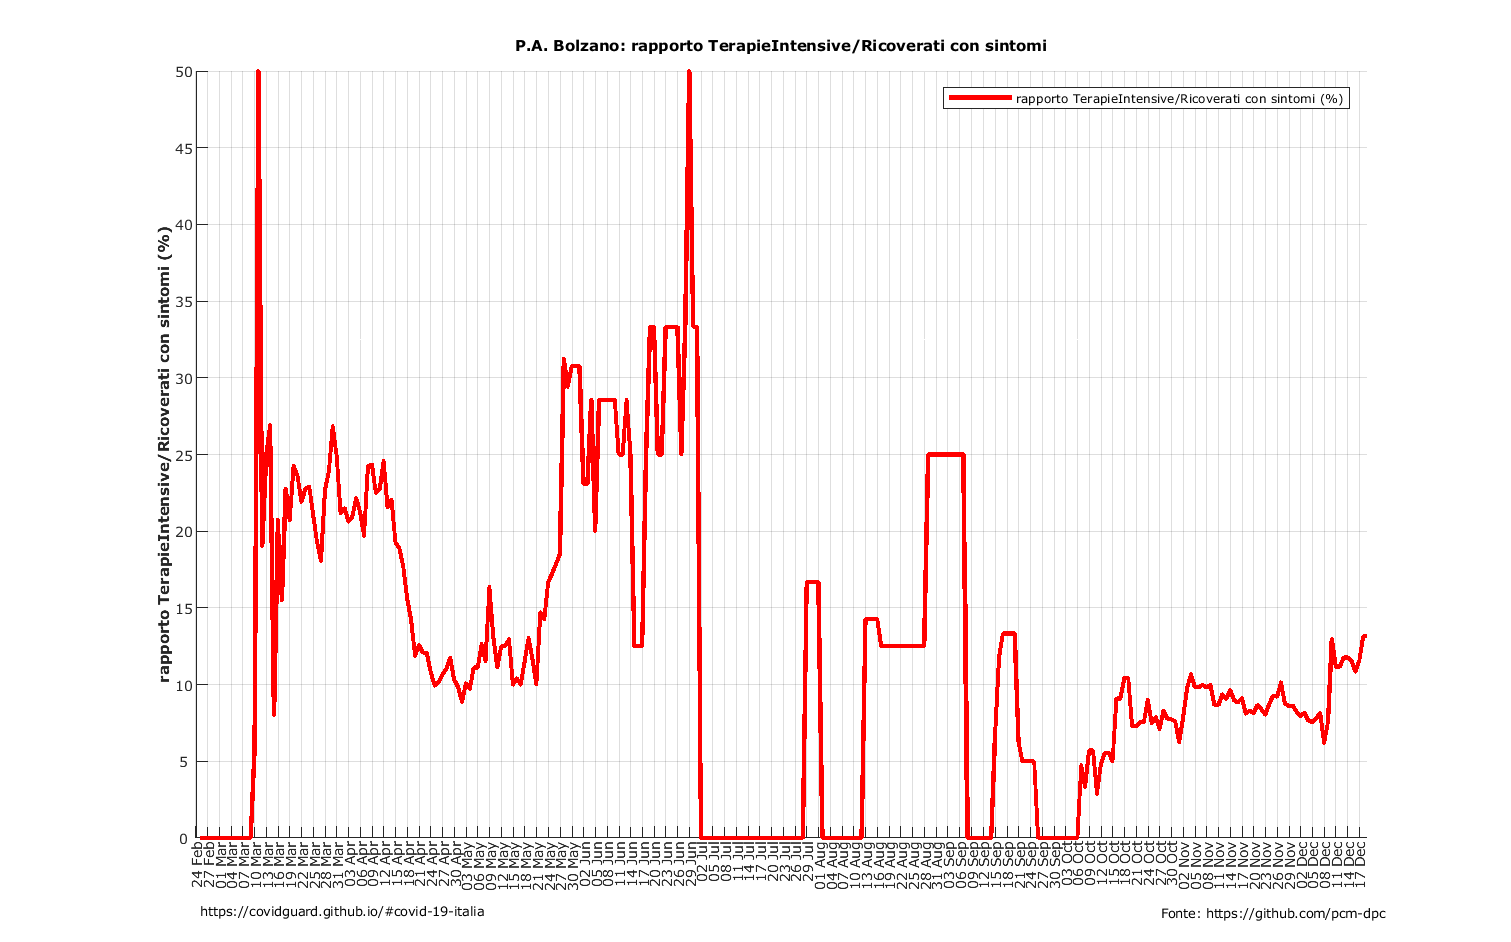 P.A. Bolzano: rapporto TerapieIntensive/Ricoverati con sintomi
rapporto TerapieIntensive/Ricoverati con sintomi (%)
rapporto TerapieIntensive/Ricoverati con sintomi (%)
50
45
40
35
30
25
20
15
10
5
0
24 Feb
27 Feb
01 Mar
04 Mar
07 Mar
10 Mar
13 Mar
16 Mar
19 Mar
22 Mar
25 Mar
28 Mar
31 Mar
03 Apr
06 Apr
09 Apr
12 Apr
15 Apr
18 Apr
21 Apr
24 Apr
27 Apr
30 Apr
03 May
06 May
09 May
12 May
15 May
18 May
21 May
24 May
27 May
30 May
02 Jun
05 Jun
08 Jun
11 Jun
14 Jun
17 Jun
20 Jun
23 Jun
26 Jun
29 Jun
02 Jul
05 Jul
08 Jul
11 Jul
14 Jul
17 Jul
20 Jul
23 Jul
26 Jul
29 Jul
01 Aug
04 Aug
07 Aug
10 Aug
13 Aug
16 Aug
19 Aug
22 Aug
25 Aug
28 Aug
31 Aug
03 Sep
06 Sep
09 Sep
12 Sep
15 Sep
18 Sep
21 Sep
24 Sep
27 Sep
30 Sep
03 Oct
06 Oct
09 Oct
12 Oct
15 Oct
18 Oct
21 Oct
24 Oct
27 Oct
30 Oct
02 Nov
05 Nov
08 Nov
11 Nov
14 Nov
17 Nov
20 Nov
23 Nov
26 Nov
29 Nov
02 Dec
05 Dec
08 Dec
11 Dec
14 Dec
17 Dec
https://covidguard.github.io/#covid-19-italia
Fonte: https://github.com/pcm-dpc